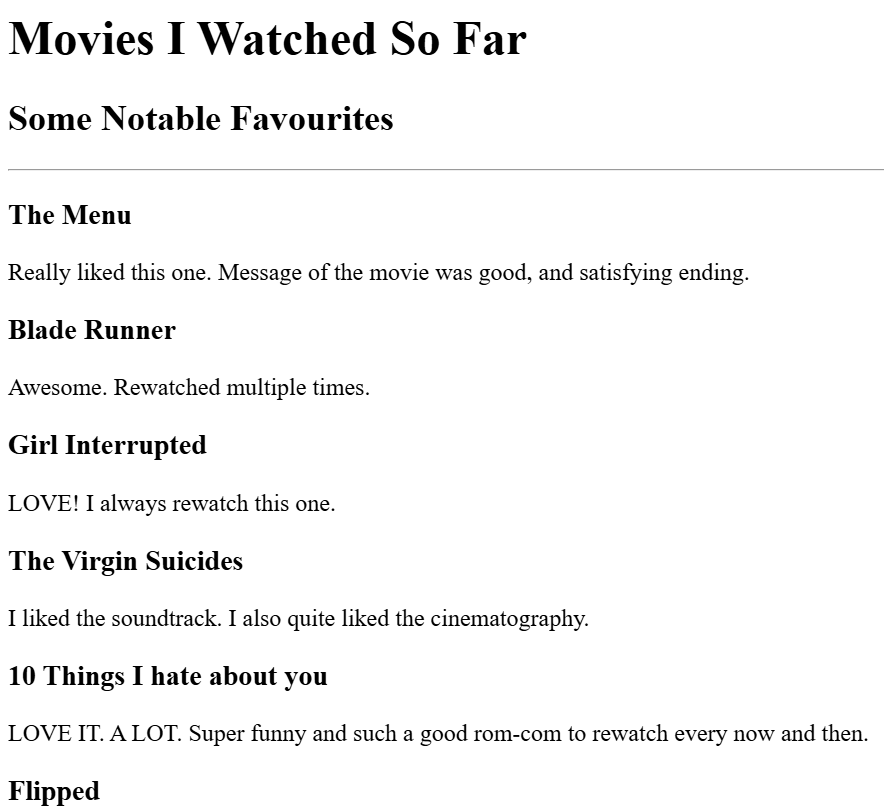 Movies I Watched So Far
Some Notable Favourites
The Menu
Really liked this one. Message of the movie was good, and satisfying ending.
Blade Runner
Awesome. Rewatched multiple times.
Girl Interrupted
LOVE! I always rewatch this one.
The Virgin Suicides
I liked the soundtrack. I also quite liked the cinematography.
10 Things I hate about you
LOVE IT. A LOT. Super funny and such a good rom-com to rewatch every now and then.
Flipped